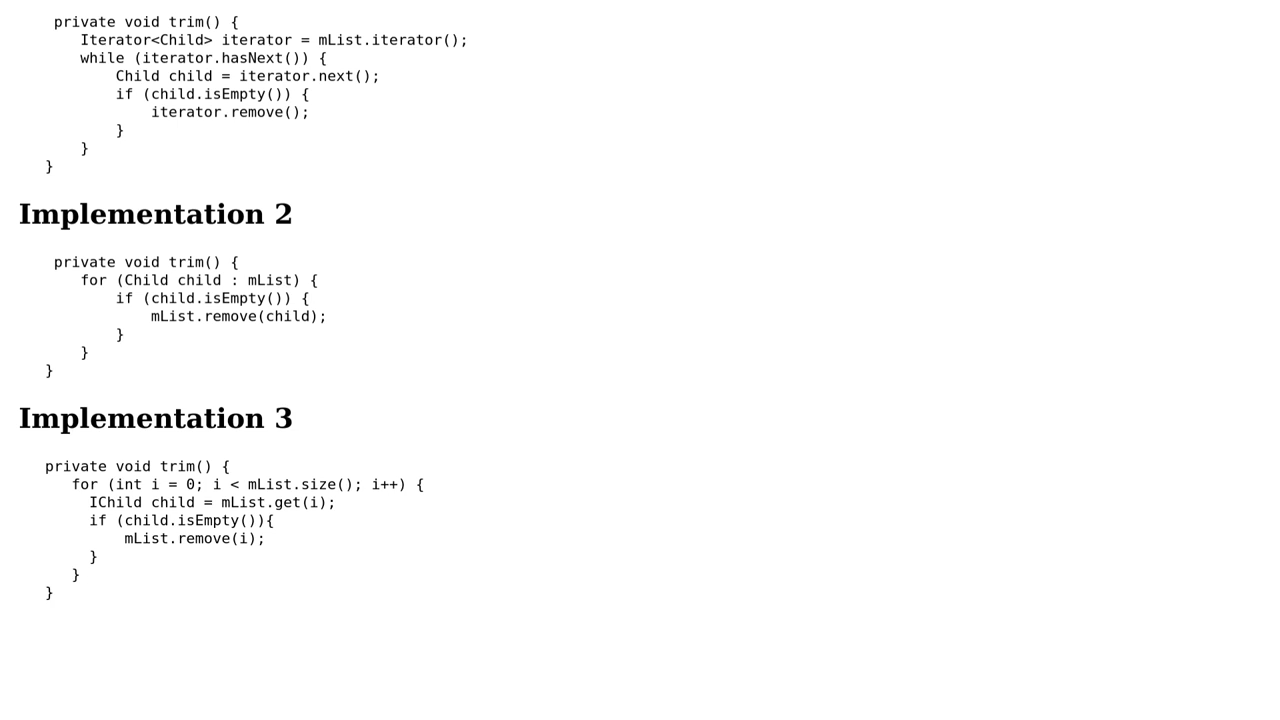 private void trim() {
Iterator<Child> iterator = mList.iterator();
while (iterator.hasNext()) {
Child child = iterator.next();
if (child.isEmpty()) {
iterator.remove();
}
}
}
Implementation 2
private void trim() {
for (Child child : mList) {
if (child.isEmpty()) {
mList.remove(child);
}
}
}
Implementation 3
private void trim() {
for (int i = 0; i < mList.size(); i++) {
IChild child = mList.get(i);
if (child.isEmpty()){
mList.remove(i);
}
}
}